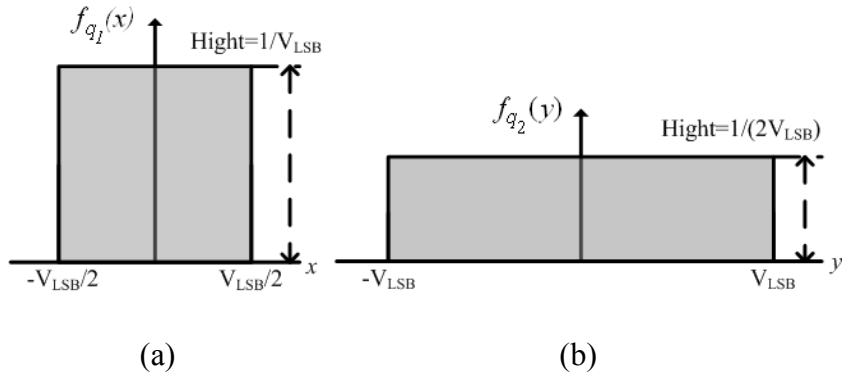 f_{q_1}(x)
Hight=1/V_{LSB}
-V_{LSB}/2
V_{LSB}/2
x
(a)
f_{q_2}(y)
Hight=1/(2V_{LSB})
-V_{LSB}
V_{LSB}
y
(b)